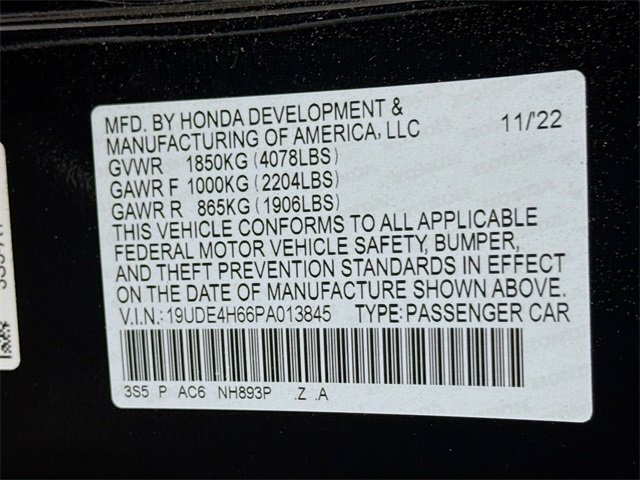 MFD. BY HONDA DEVELOPMENT &
MANUFACTURING OF AMERICA, LLC 11/'22
GVWR 1850KG (4078LBS)
GAWR F 1000KG (2204LBS)
GAWR R 865KG (1906LBS)
THIS VEHICLE CONFORMS TO ALL APPLICABLE
FEDERAL MOTOR VEHICLE SAFETY, BUMPER,
AND THEFT PREVENTION STANDARDS IN EFFECT
ON THE DATE OF MANUFACTURE SHOWN ABOVE.
V.I.N.:19UDE4H66PA013845 TYPE:PASSENGER CAR
3S5 P AC6 NH893P .Z .A